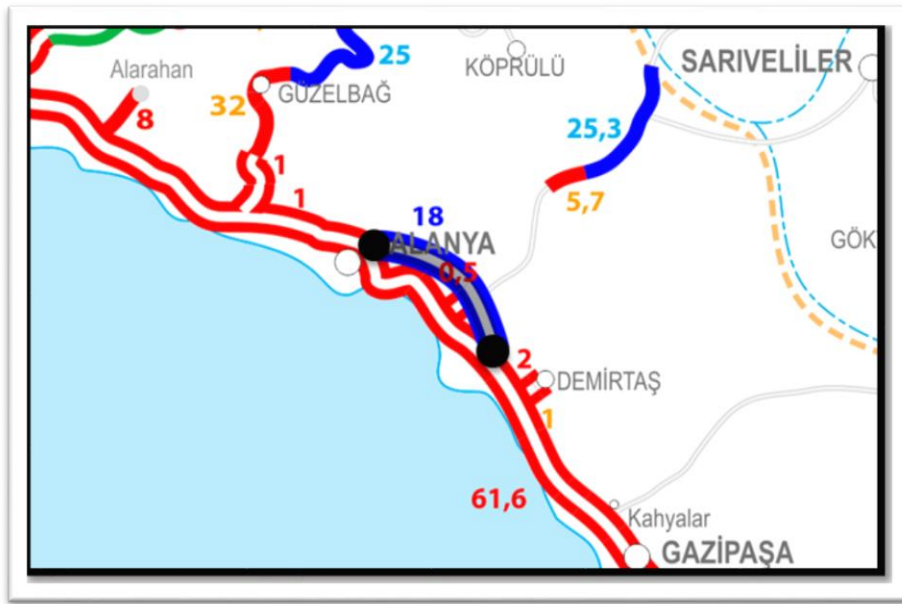 25
KÖPRÜLÜ
SARIVELİLER
Alarahan
GÜZELBAĞ
32
8
25,3
1
5,7
1
18
ALANYA
GÖK
0,5
2
DEMİRTAŞ
1
61,6
Kahyalar
GAZİPAŞA